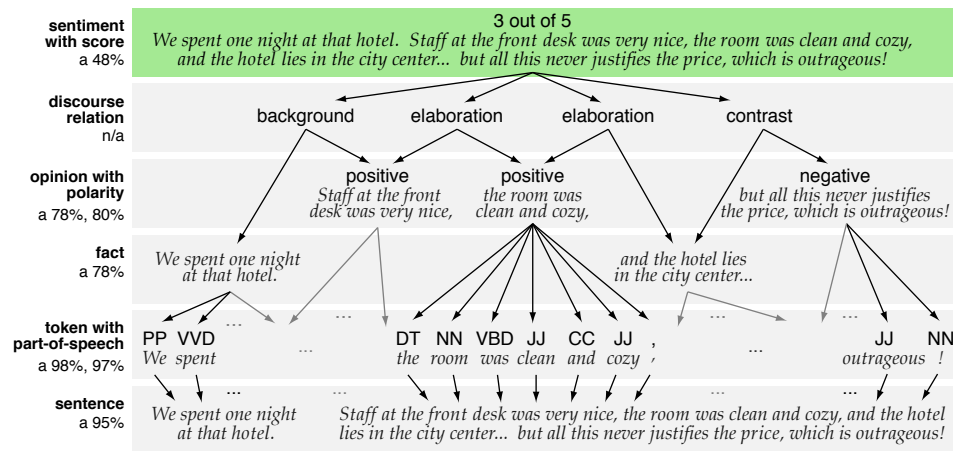 sentiment
with score
a 48%
3 out of 5
We spent one night at that hotel. Staff at the front desk was very nice, the room was clean and cozy,
and the hotel lies in the city center... but all this never justifies the price, which is outrageous!
discourse
relation
n/a
background elaboration elaboration contrast
opinion with
polarity
a 78%, 80%
positive
Staff at the front
desk was very nice,
positive
the room was
clean and cozy,
negative
but all this never justifies
the price, which is outrageous!
fact
a 78%
We spent one night
at that hotel.
and the hotel lies
in the city center...
token with
part-of-speech
a 98%, 97%
... ... ... ...
PP VVD DT NN VBD JJ CC JJ , JJ NN
We spent ... the room was clean and cozy , ... outrageous !
sentence
a 95%
... ... ... ...
We spent one night
at that hotel.
Staff at the front desk was very nice, the room was clean and cozy, and the hotel
lies in the city center... but all this never justifies the price, which is outrageous!